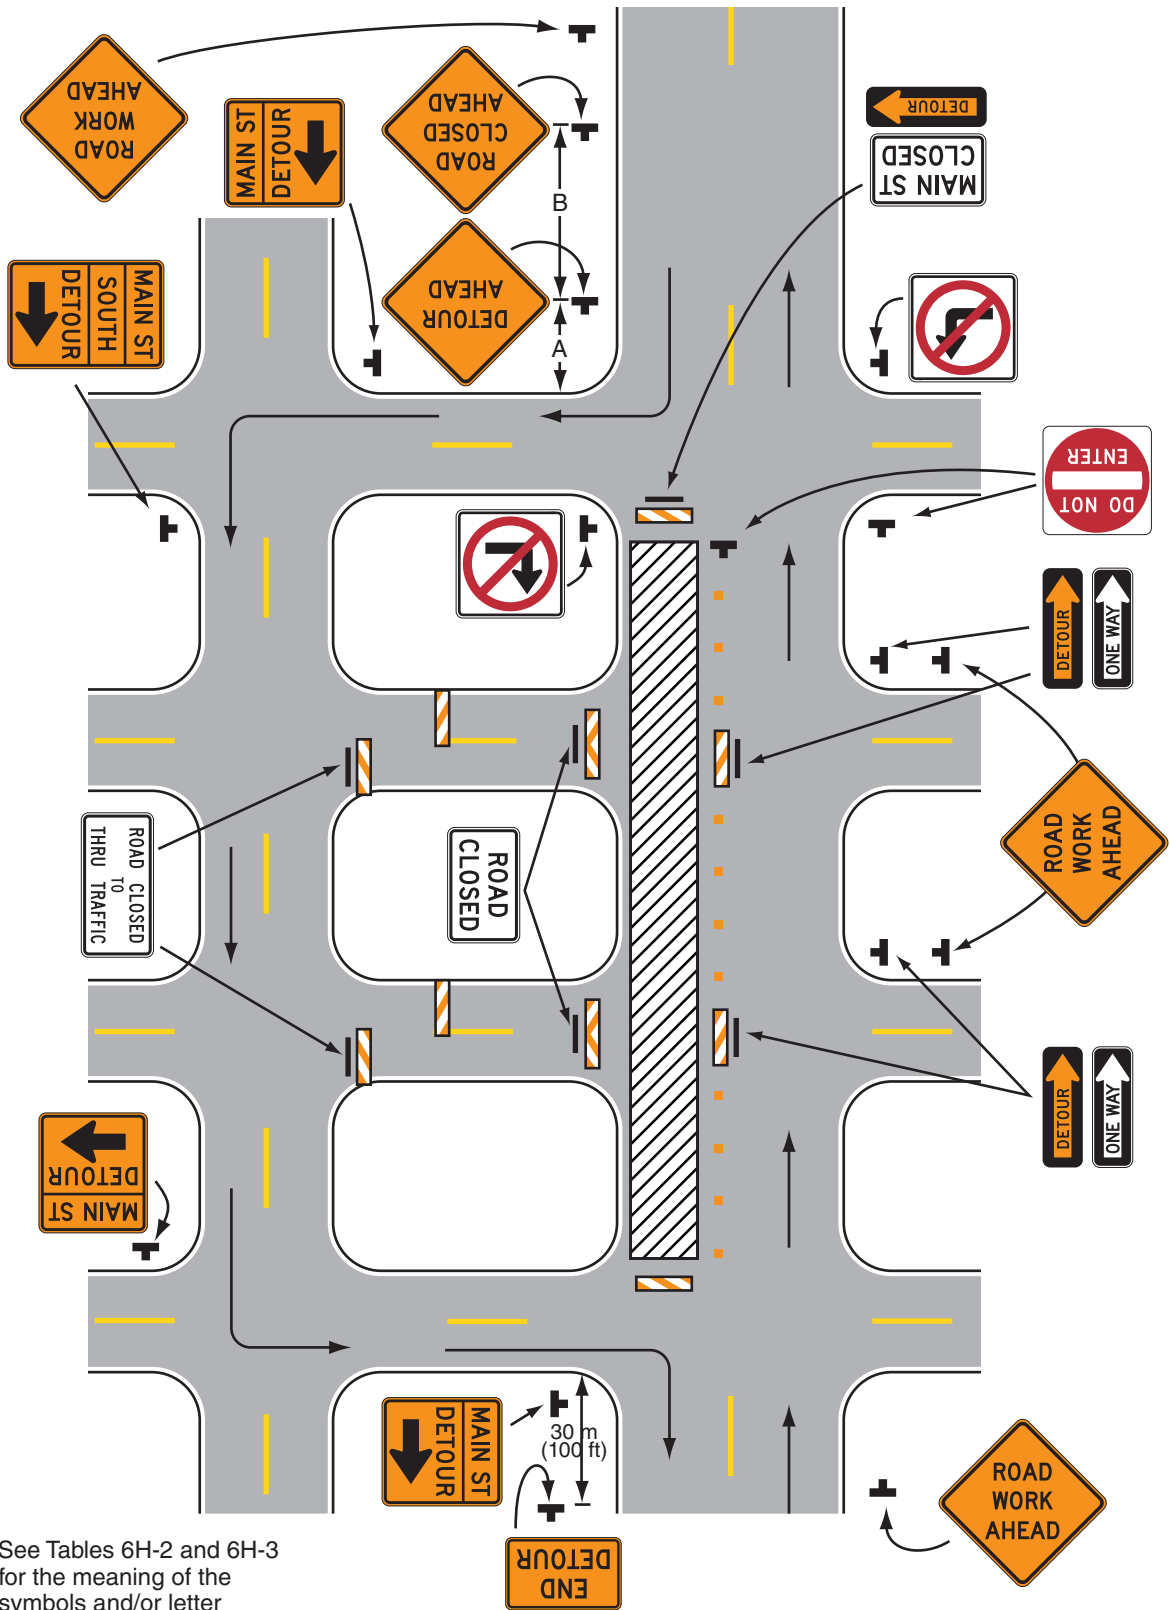 ROAD
WORK
AHEAD
MAIN ST
DETOUR
ROAD
CLOSED
AHEAD
B
DETOUR
AHEAD
A
DETOUR
MAIN ST
CLOSED
MAIN ST
SOUTH
DETOUR
DO NOT
ENTER
DETOUR
ONE WAY
ROAD
WORK
AHEAD
ROAD CLOSED
TO
THRU TRAFFIC
ROAD
CLOSED
DETOUR
ONE WAY
MAIN ST
DETOUR
MAIN ST
DETOUR
30 m
(100 ft)
END
DETOUR
ROAD
WORK
AHEAD
See Tables 6H-2 and 6H-3
for the meaning of the
symbols and/or letter